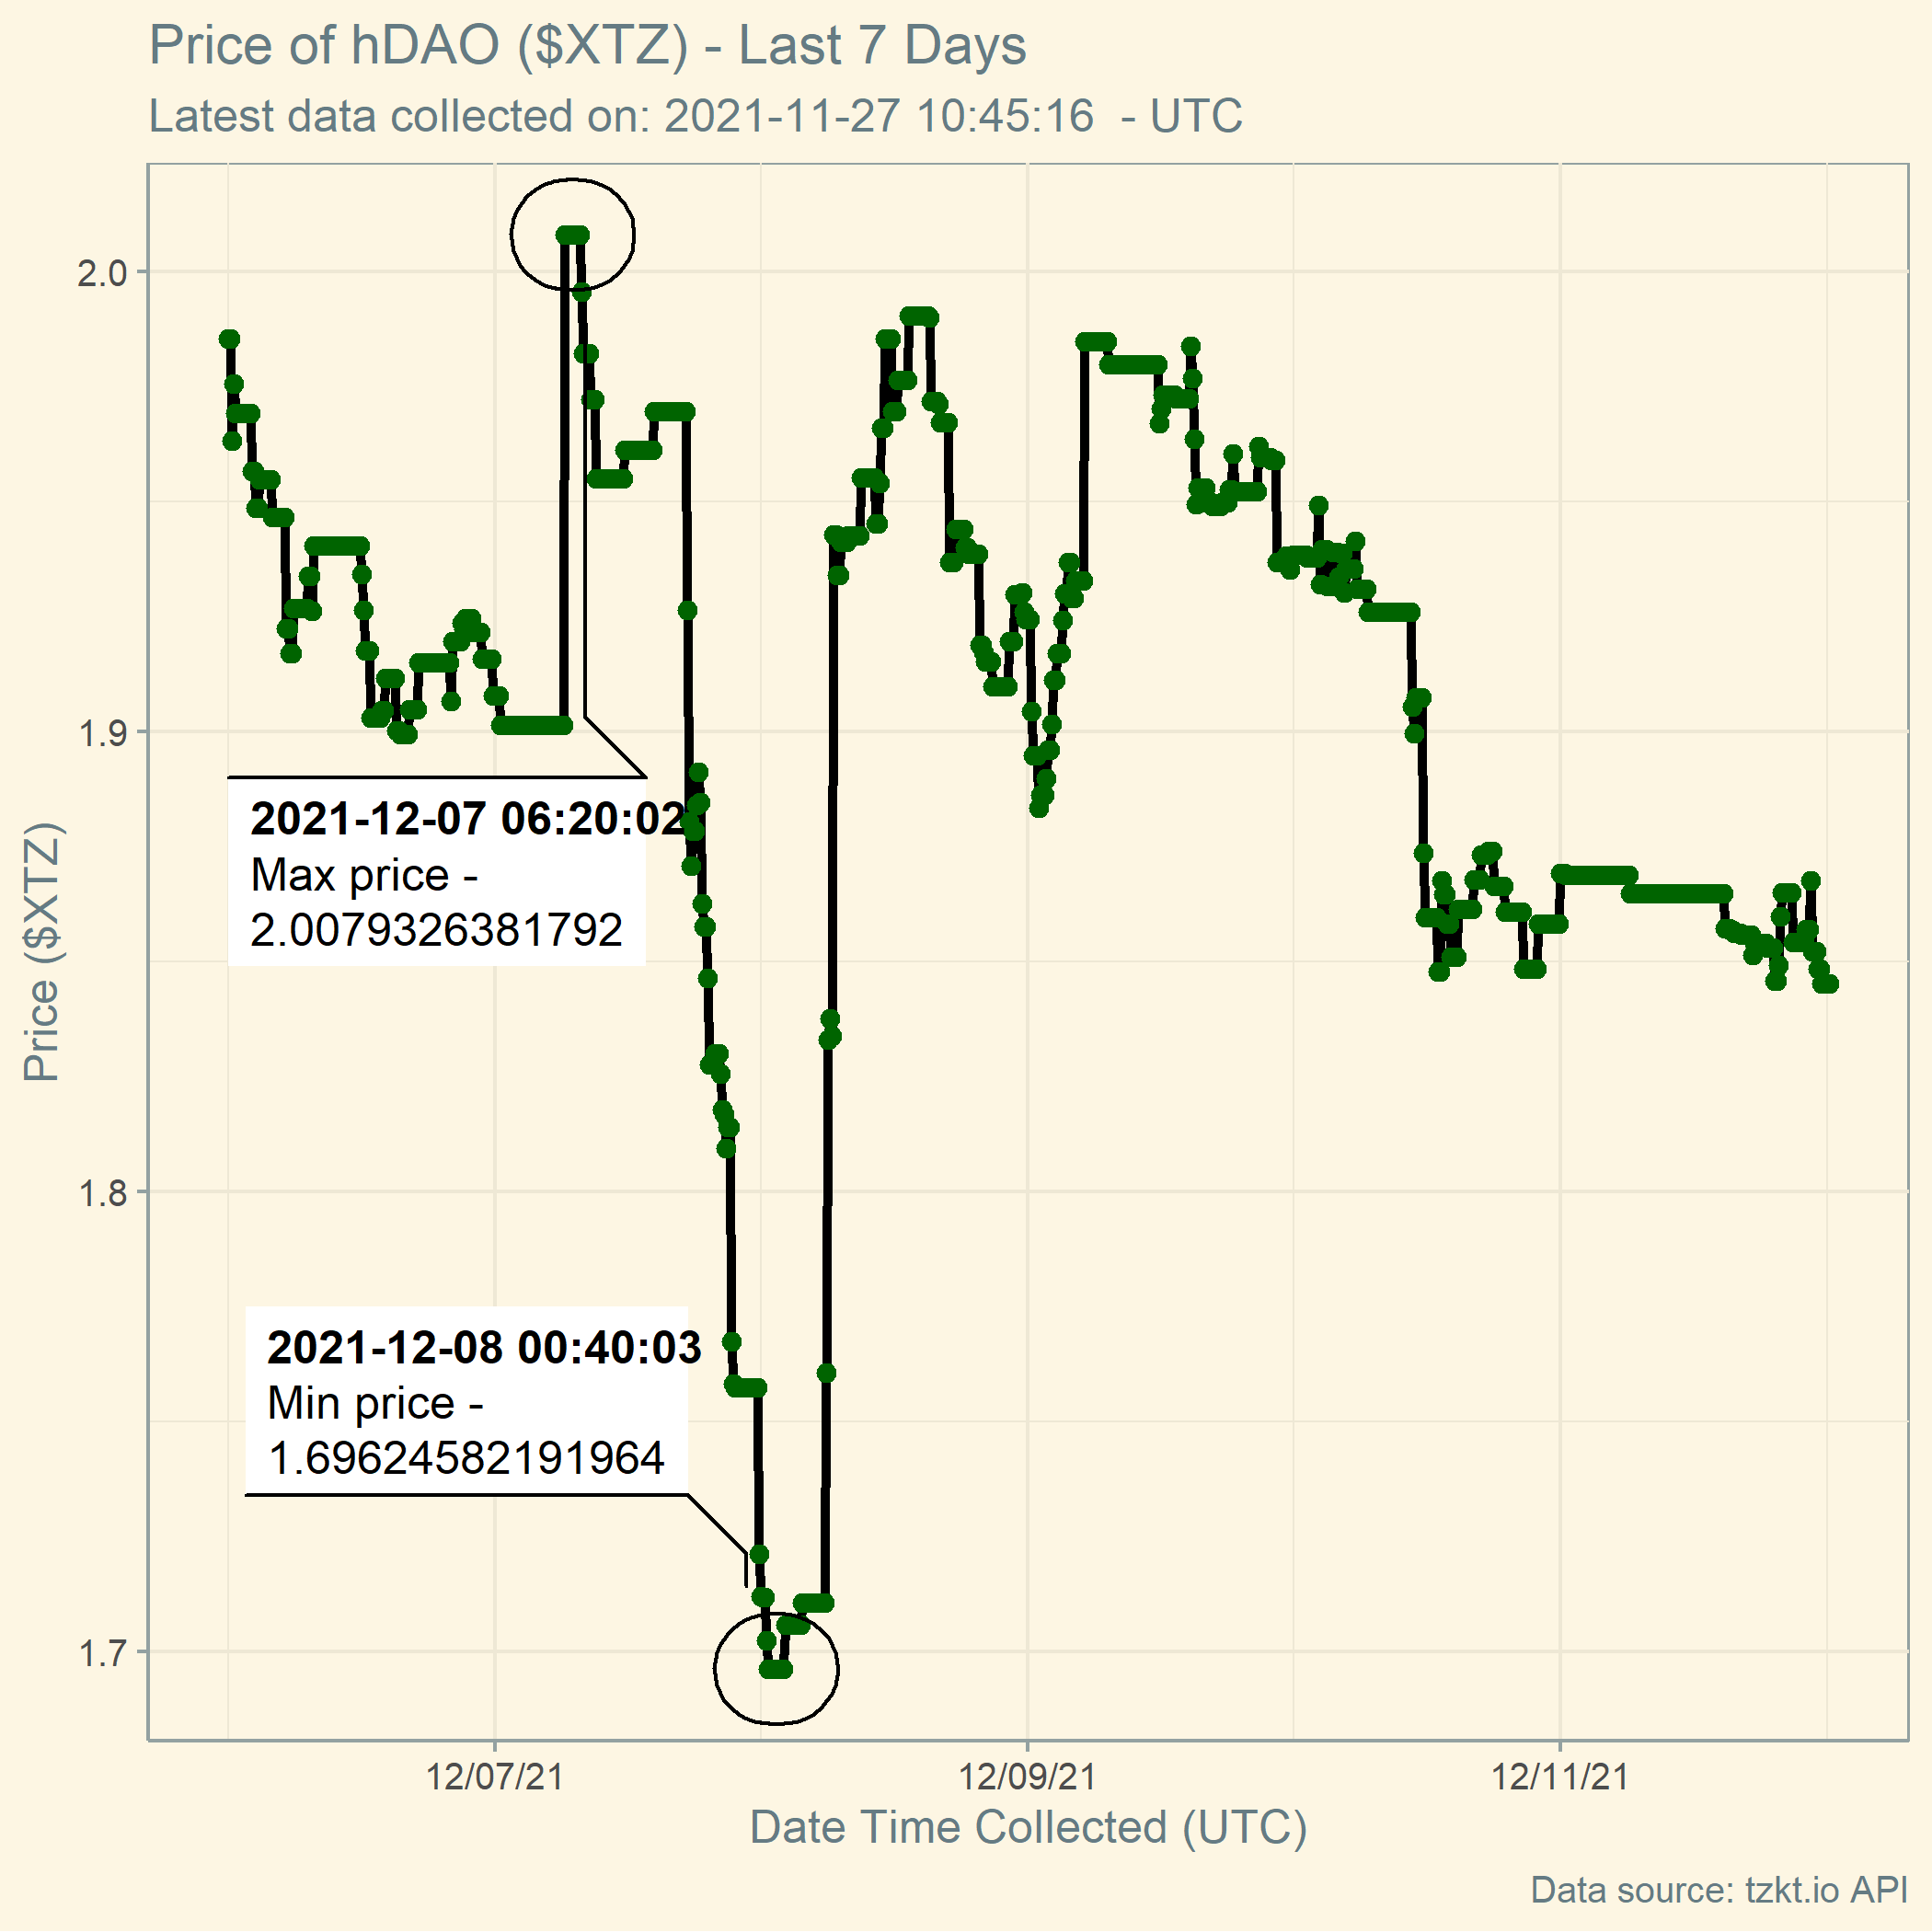 Price of hDAO ($XTZ) - Last 7 Days
Latest data collected on: 2021-11-27 10:45:16  - UTC
2.0
1.9
1.8
1.7
Price ($XTZ)
2021-12-07 06:20:02
Max price -
2.0079326381792
2021-12-08 00:40:03
Min price -
1.69624582191964
12/07/21
12/09/21
12/11/21
Date Time Collected (UTC)
Data source: tzkt.io API